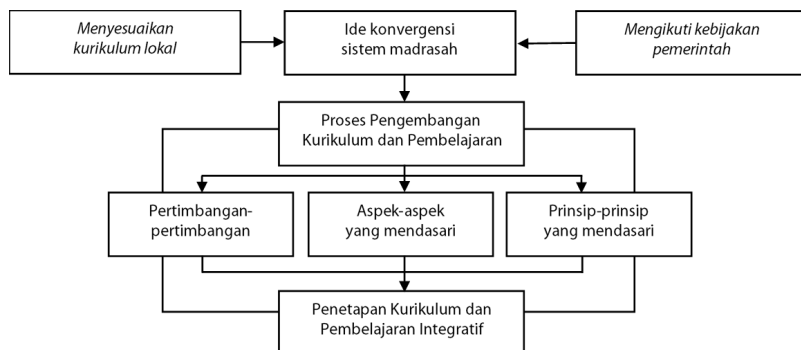 Menyesuaikan
kurikulum lokal
Ide konvergensi
sistem madrasah
Mengikuti kebijakan
pemerintah
Proses Pengembangan
Kurikulum dan Pembelajaran
Pertimbangan-
pertimbangan
Aspek-aspek
yang mendasari
Prinsip-prinsip
yang mendasari
Penetapan Kurikulum dan
Pembelajaran Integratif